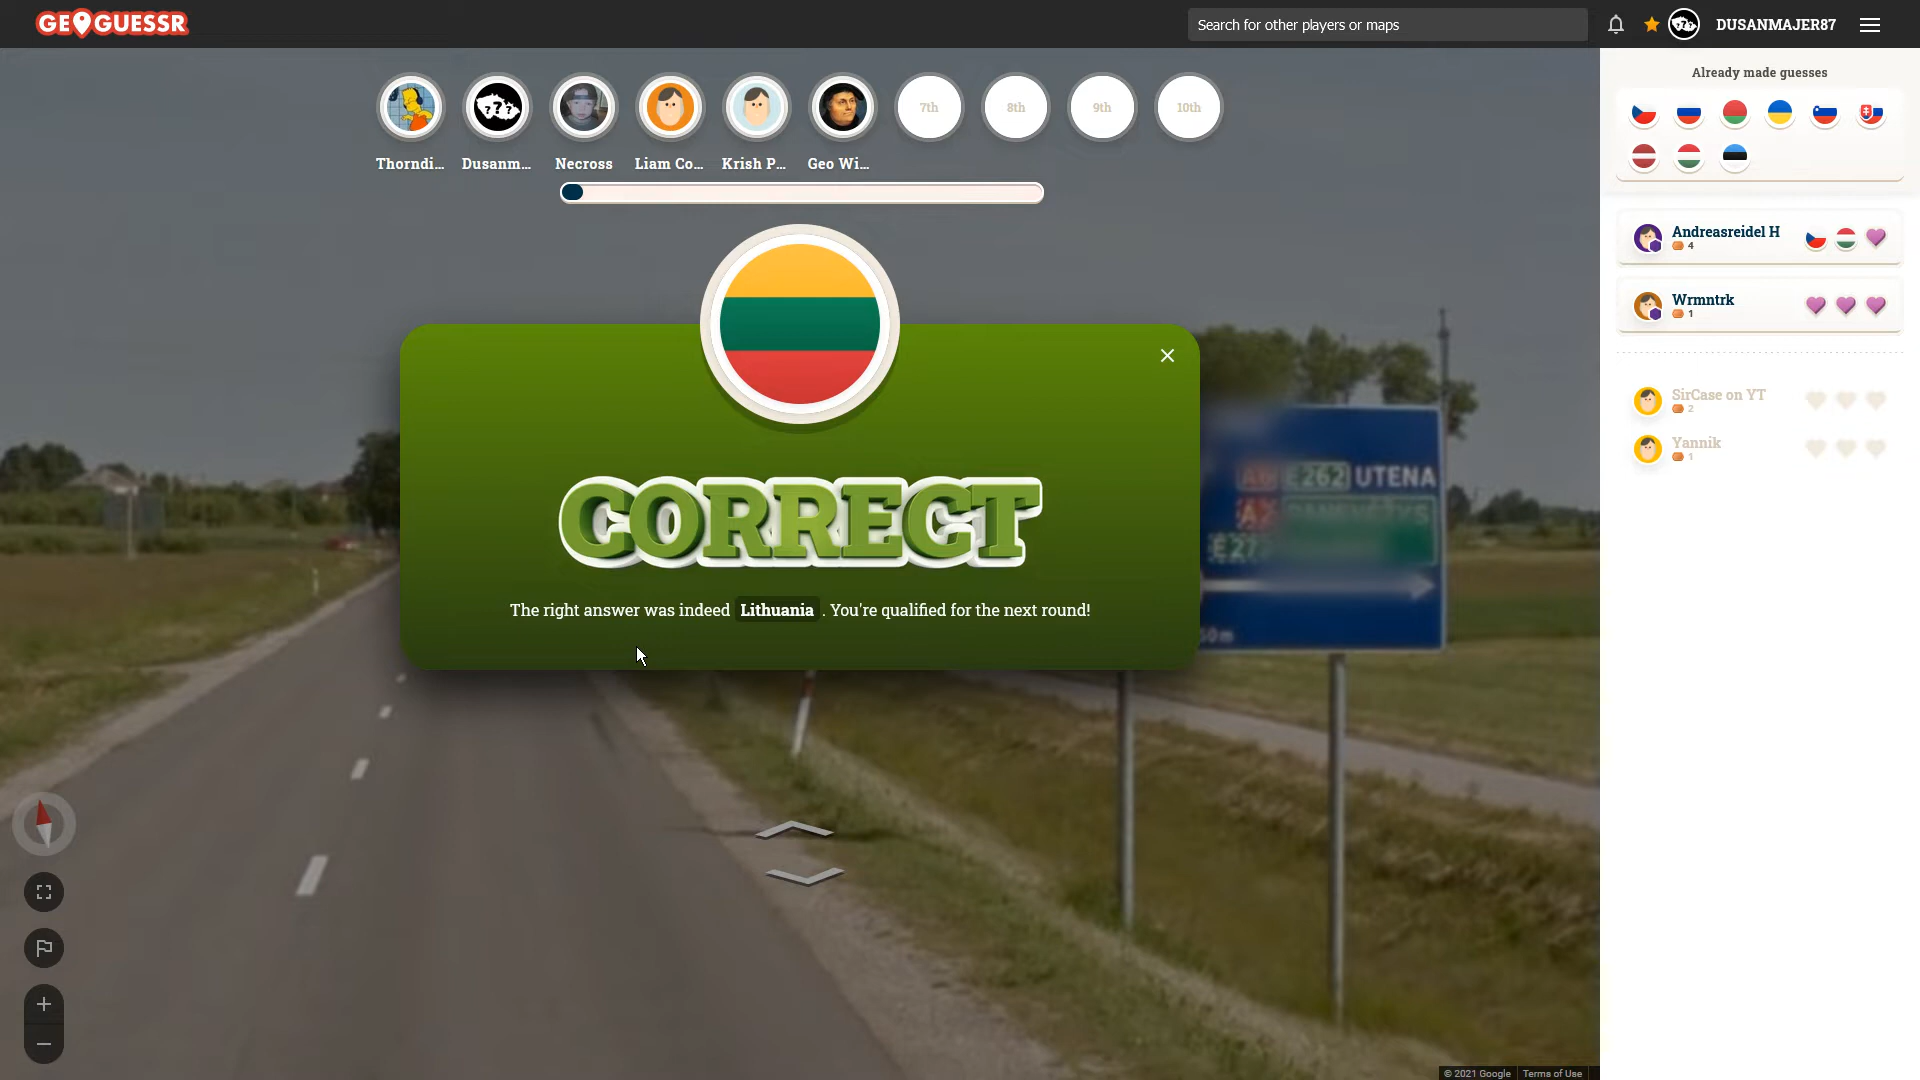 GEOGUESSR
Search for other players or maps
DUSANMAJER87
Already made guesses
7th
8th
9th
10th
Thorndi...
Dusanm...
Necross
Liam Co...
Krish P...
Geo Wi...
Andreasreidel H
4
Wrmntrk
1
SirCase on YT
2
Yannik
1
E262 UTENA
CORRECT
The right answer was indeed Lithuania . You're qualified for the next round!
© 2021 Google
Terms of Use